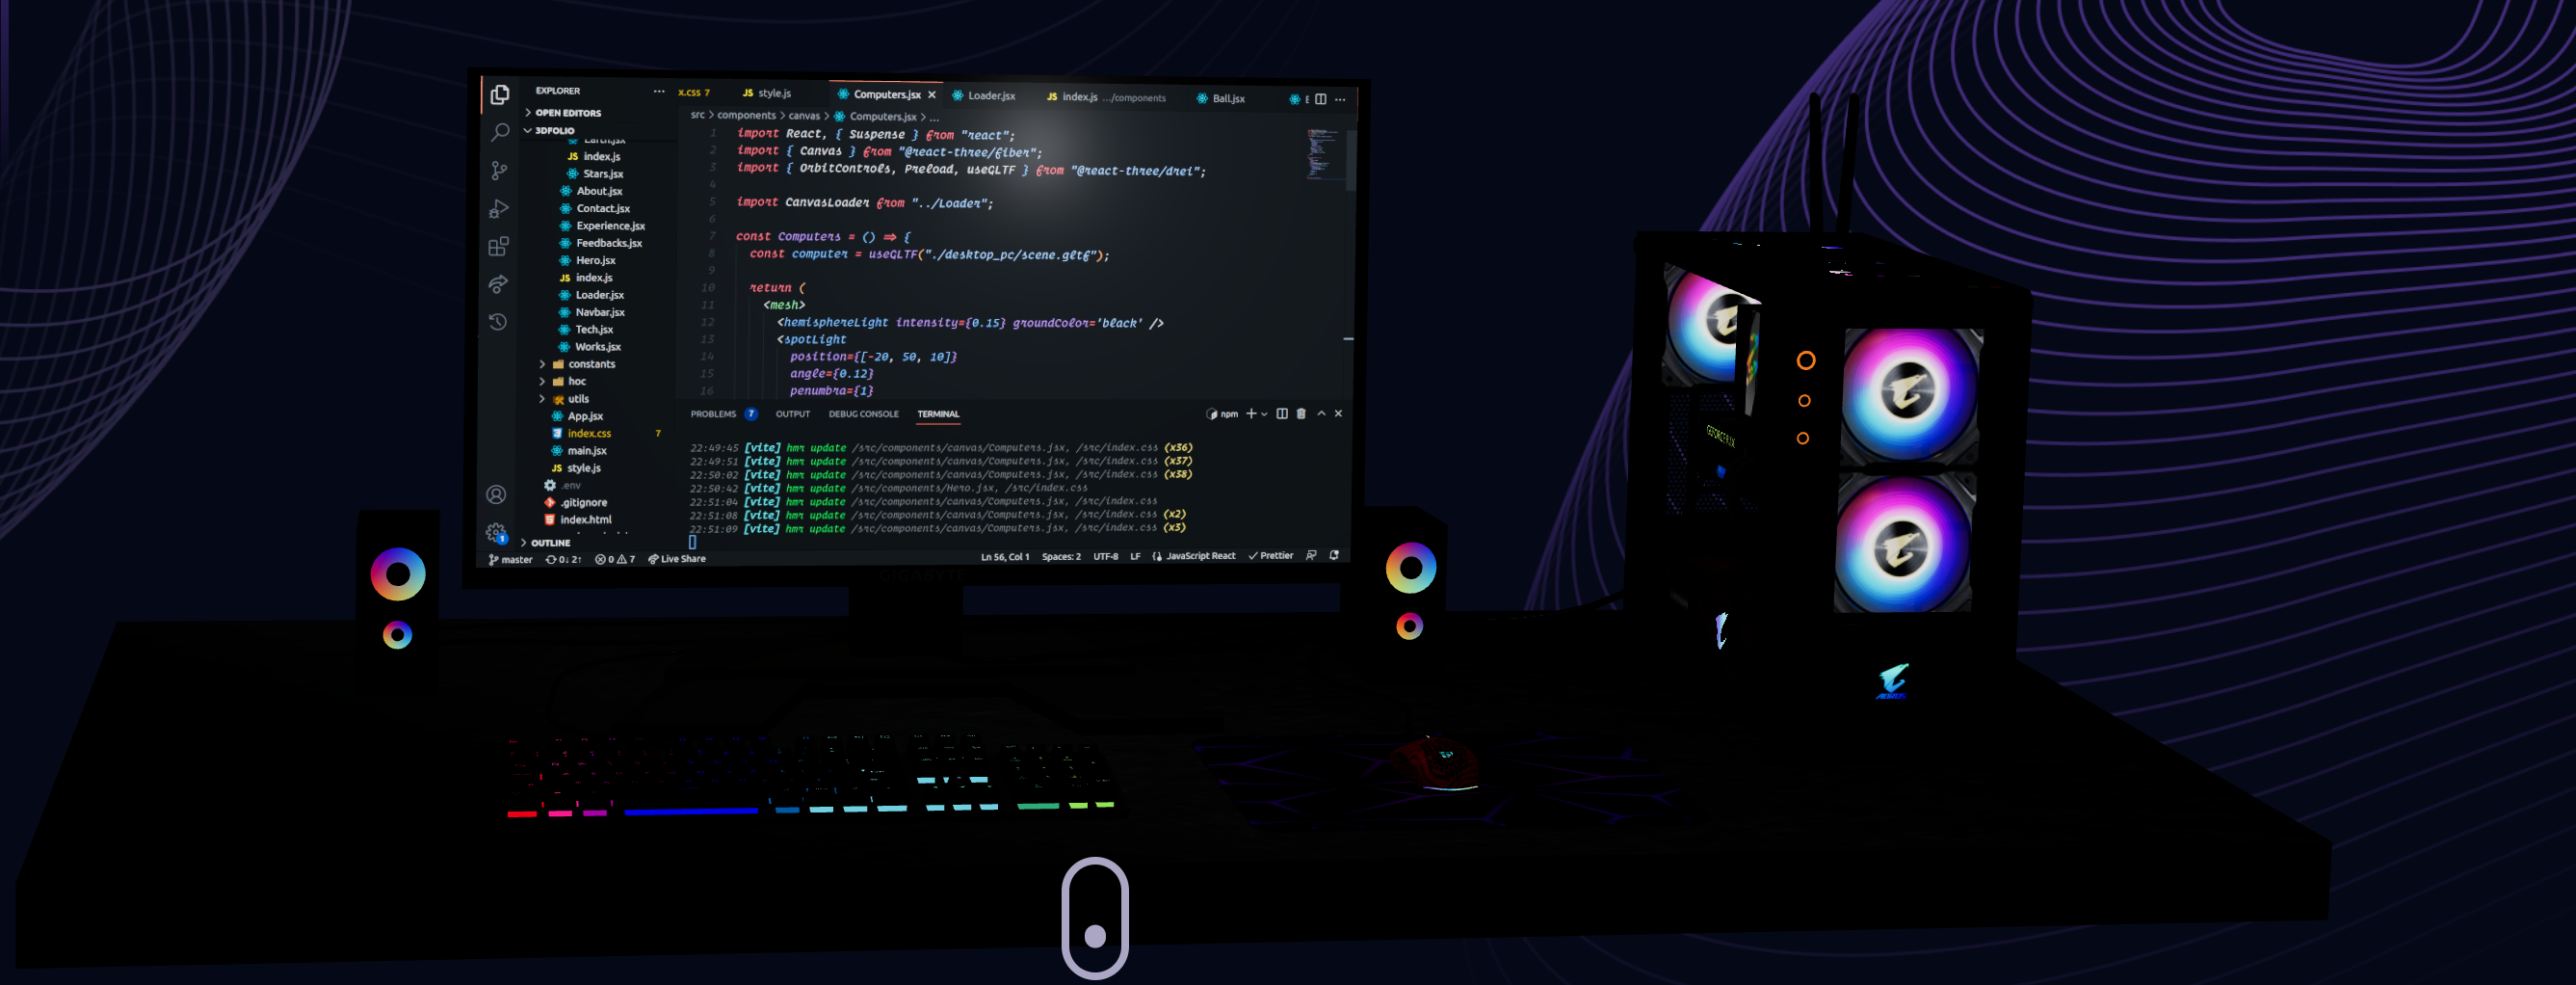 EXPLORER
OPEN EDITORS
3DFOLIO
Earth.jsx
JS index.js
Stars.jsx
About.jsx
Contact.jsx
Experience.jsx
Feedbacks.jsx
Hero.jsx
JS index.js
Loader.jsx
Navbar.jsx
Tech.jsx
Works.jsx
constants
hoc
utils
App.jsx
index.css 7
main.jsx
JS style.js
.env
.gitignore
index.html
OUTLINE
x.css 7 JS style.js Computers.jsx Loader.jsx JS index.js .../components Ball.jsx
src > components > canvas > Computers.jsx > ...
1 import React, { Suspense } from "react";
2 import { Canvas } from "@react-three/fiber";
3 import { OrbitControls, Preload, useGLTF } from "@react-three/drei";
4
5 import CanvasLoader from "../Loader";
6
7 const Computers = () => {
8 const computer = useGLTF("./desktop_pc/scene.gltf");
9
10 return (
11 <mesh>
12 <hemisphereLight intensity={0.15} groundColor='black' />
13 <spotLight
14 position={[-20, 50, 10]}
15 angle={0.12}
16 penumbra={1}
PROBLEMS 7 OUTPUT DEBUG CONSOLE TERMINAL npm
22:49:45 [vite] hmr update /src/components/canvas/Computers.jsx, /src/index.css (x36)
22:49:51 [vite] hmr update /src/components/canvas/Computers.jsx, /src/index.css (x37)
22:50:02 [vite] hmr update /src/components/canvas/Computers.jsx, /src/index.css (x38)
22:50:42 [vite] hmr update /src/components/Hero.jsx, /src/index.css
22:51:04 [vite] hmr update /src/components/canvas/Computers.jsx, /src/index.css
22:51:08 [vite] hmr update /src/components/canvas/Computers.jsx, /src/index.css (x2)
22:51:09 [vite] hmr update /src/components/canvas/Computers.jsx, /src/index.css (x3)
1
master 0↓ 2↑ 0 7 Live Share Ln 56, Col 1 Spaces: 2 UTF-8 LF JavaScript React Prettier
GIGABYTE
GEFORCE RTX
AORUS